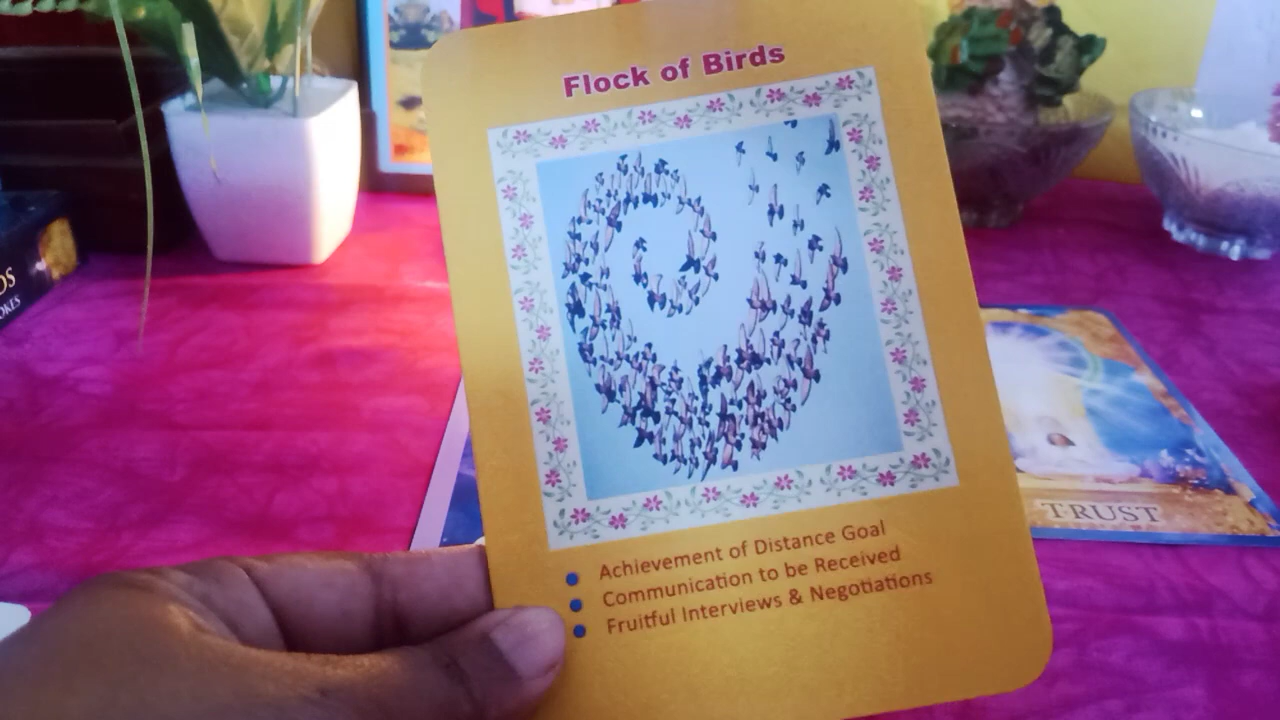 Flock of Birds
Achievement of Distance Goal
Communication to be Received
Fruitful Interviews & Negotiations
TRUST